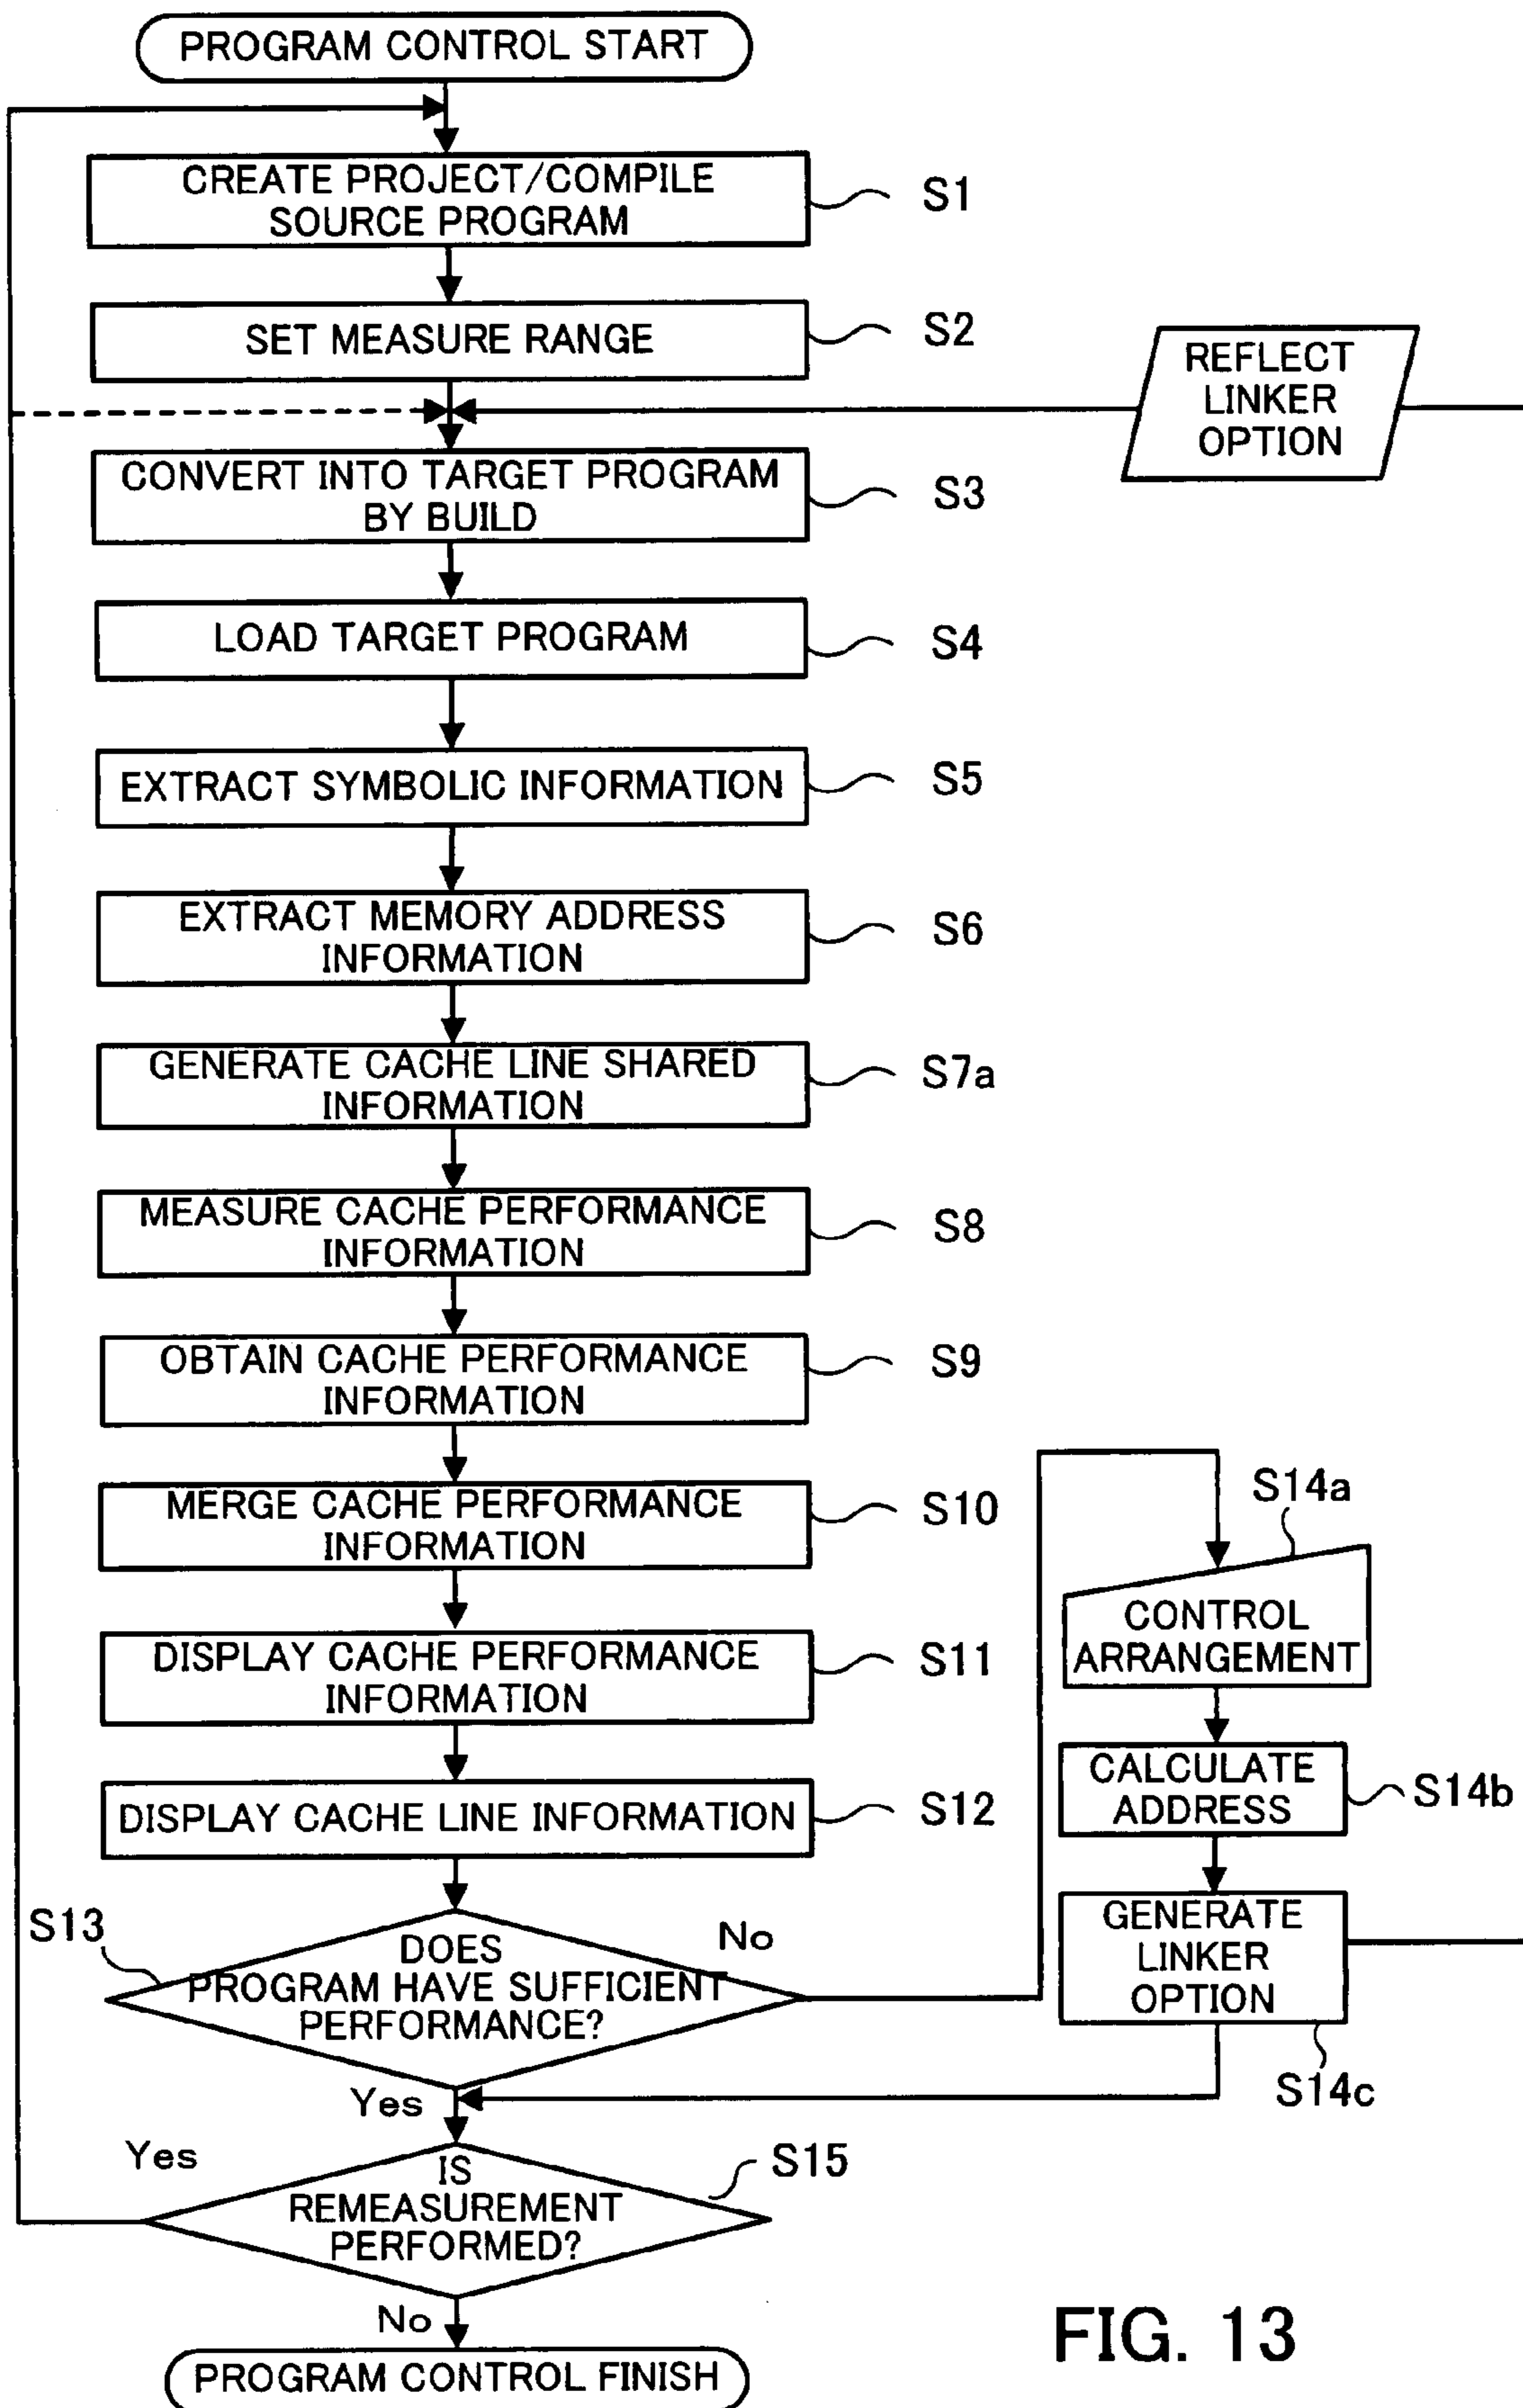 PROGRAM CONTROL START
CREATE PROJECT/COMPILE
SOURCE PROGRAM
S1
SET MEASURE RANGE
S2
REFLECT
LINKER
OPTION
CONVERT INTO TARGET PROGRAM
BY BUILD
S3
LOAD TARGET PROGRAM
S4
EXTRACT SYMBOLIC INFORMATION
S5
EXTRACT MEMORY ADDRESS
INFORMATION
S6
GENERATE CACHE LINE SHARED
INFORMATION
S7a
MEASURE CACHE PERFORMANCE
INFORMATION
S8
OBTAIN CACHE PERFORMANCE
INFORMATION
S9
MERGE CACHE PERFORMANCE
INFORMATION
S10
DISPLAY CACHE PERFORMANCE
INFORMATION
S11
DISPLAY CACHE LINE INFORMATION
S12
S13
DOES
PROGRAM HAVE SUFFICIENT
PERFORMANCE?
No
Yes
S14a
CONTROL
ARRANGEMENT
CALCULATE
ADDRESS
S14b
GENERATE
LINKER
OPTION
S14c
IS
REMEASUREMENT
PERFORMED?
S15
Yes
No
PROGRAM CONTROL FINISH
FIG. 13